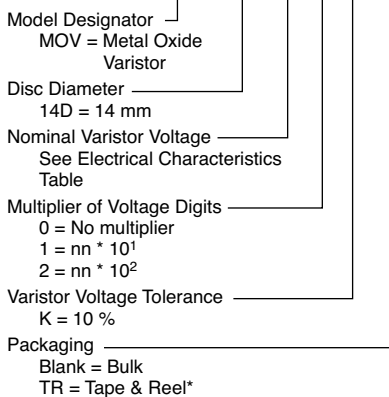 Model Designator
MOV = Metal Oxide
Varistor
Disc Diameter
14D = 14 mm
Nominal Varistor Voltage
See Electrical Characteristics
Table
Multiplier of Voltage Digits
0 = No multiplier
1 = nn * 10¹
2 = nn * 10²
Varistor Voltage Tolerance
K = 10 %
Packaging
Blank = Bulk
TR = Tape & Reel*